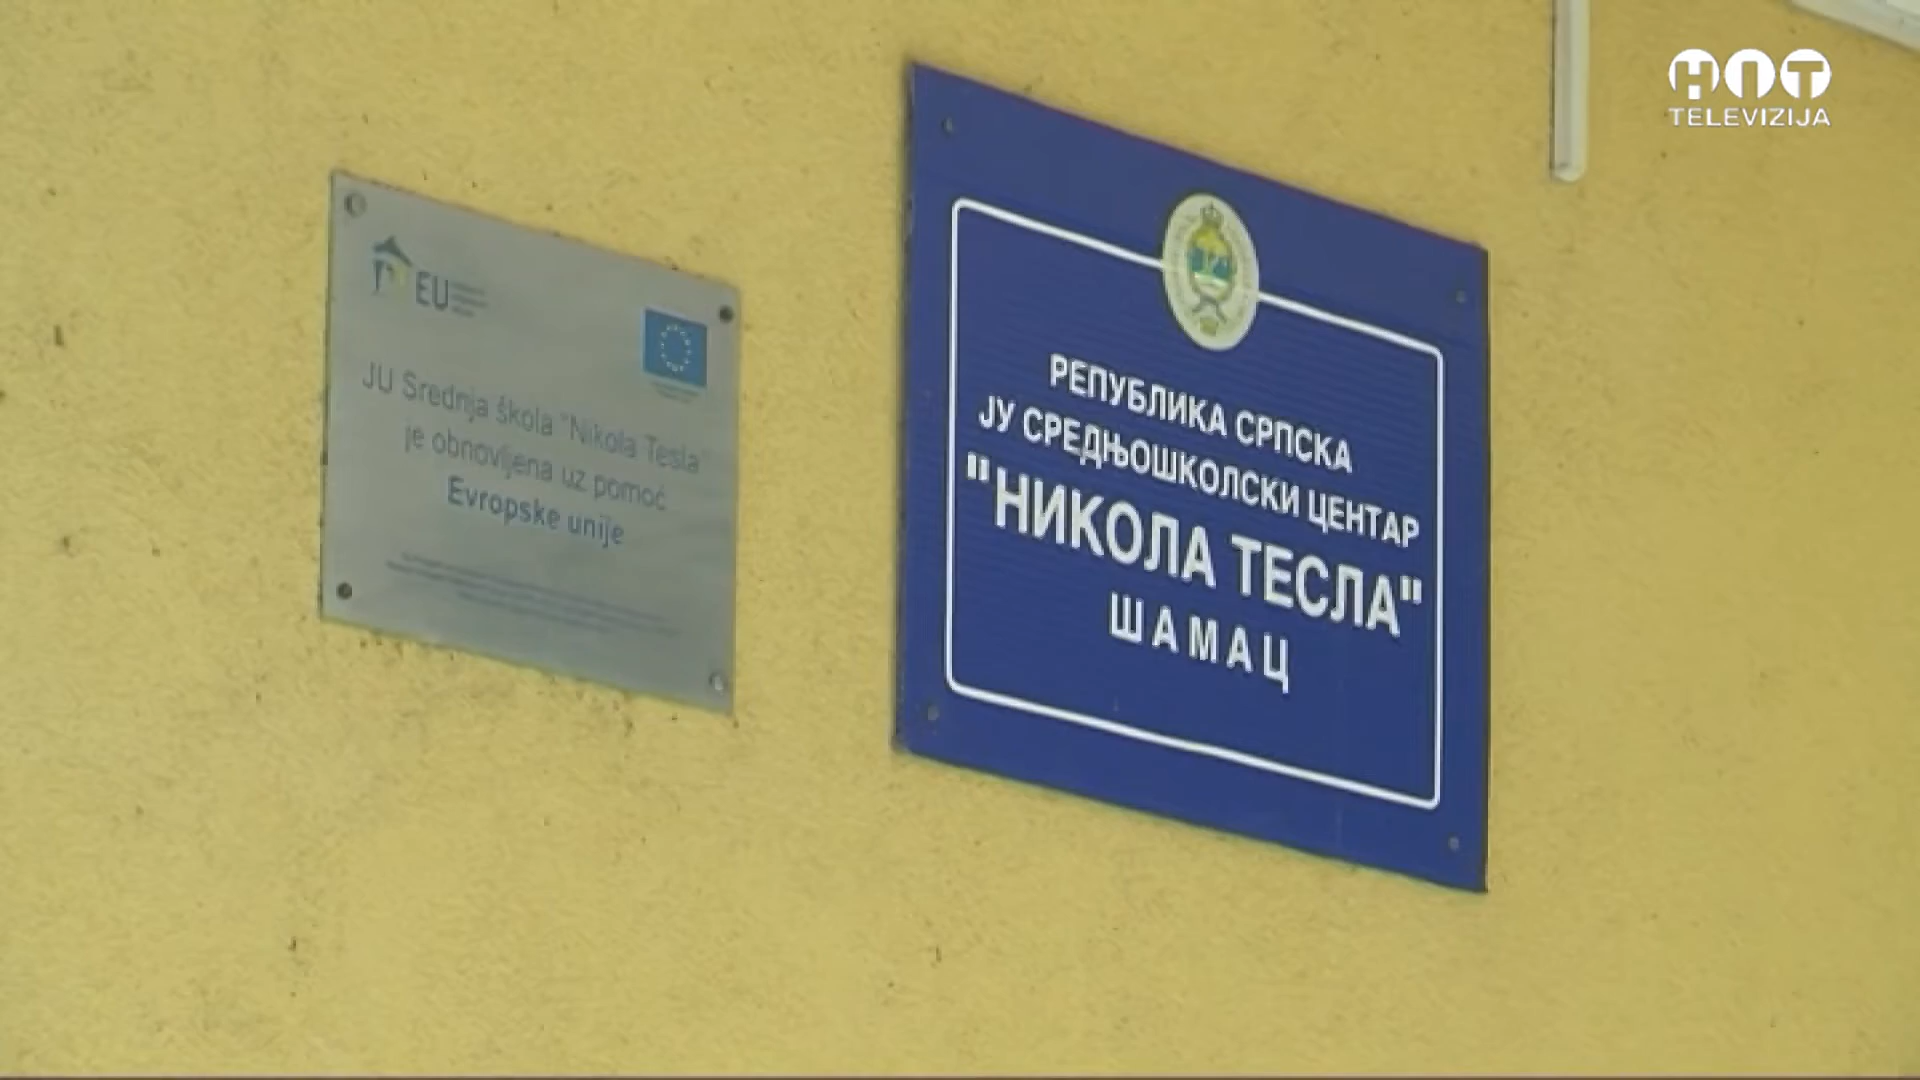 HIT
TELEVIZIJA
EU
JU Srednja škola "Nikola Tesla"
je obnovljena uz pomoć
Evropske unije
РЕПУБЛИКА СРПСКА
ЈУ СРЕДЊОШКОЛСКИ ЦЕНТАР
"НИКОЛА ТЕСЛА"
ШАМАЦ